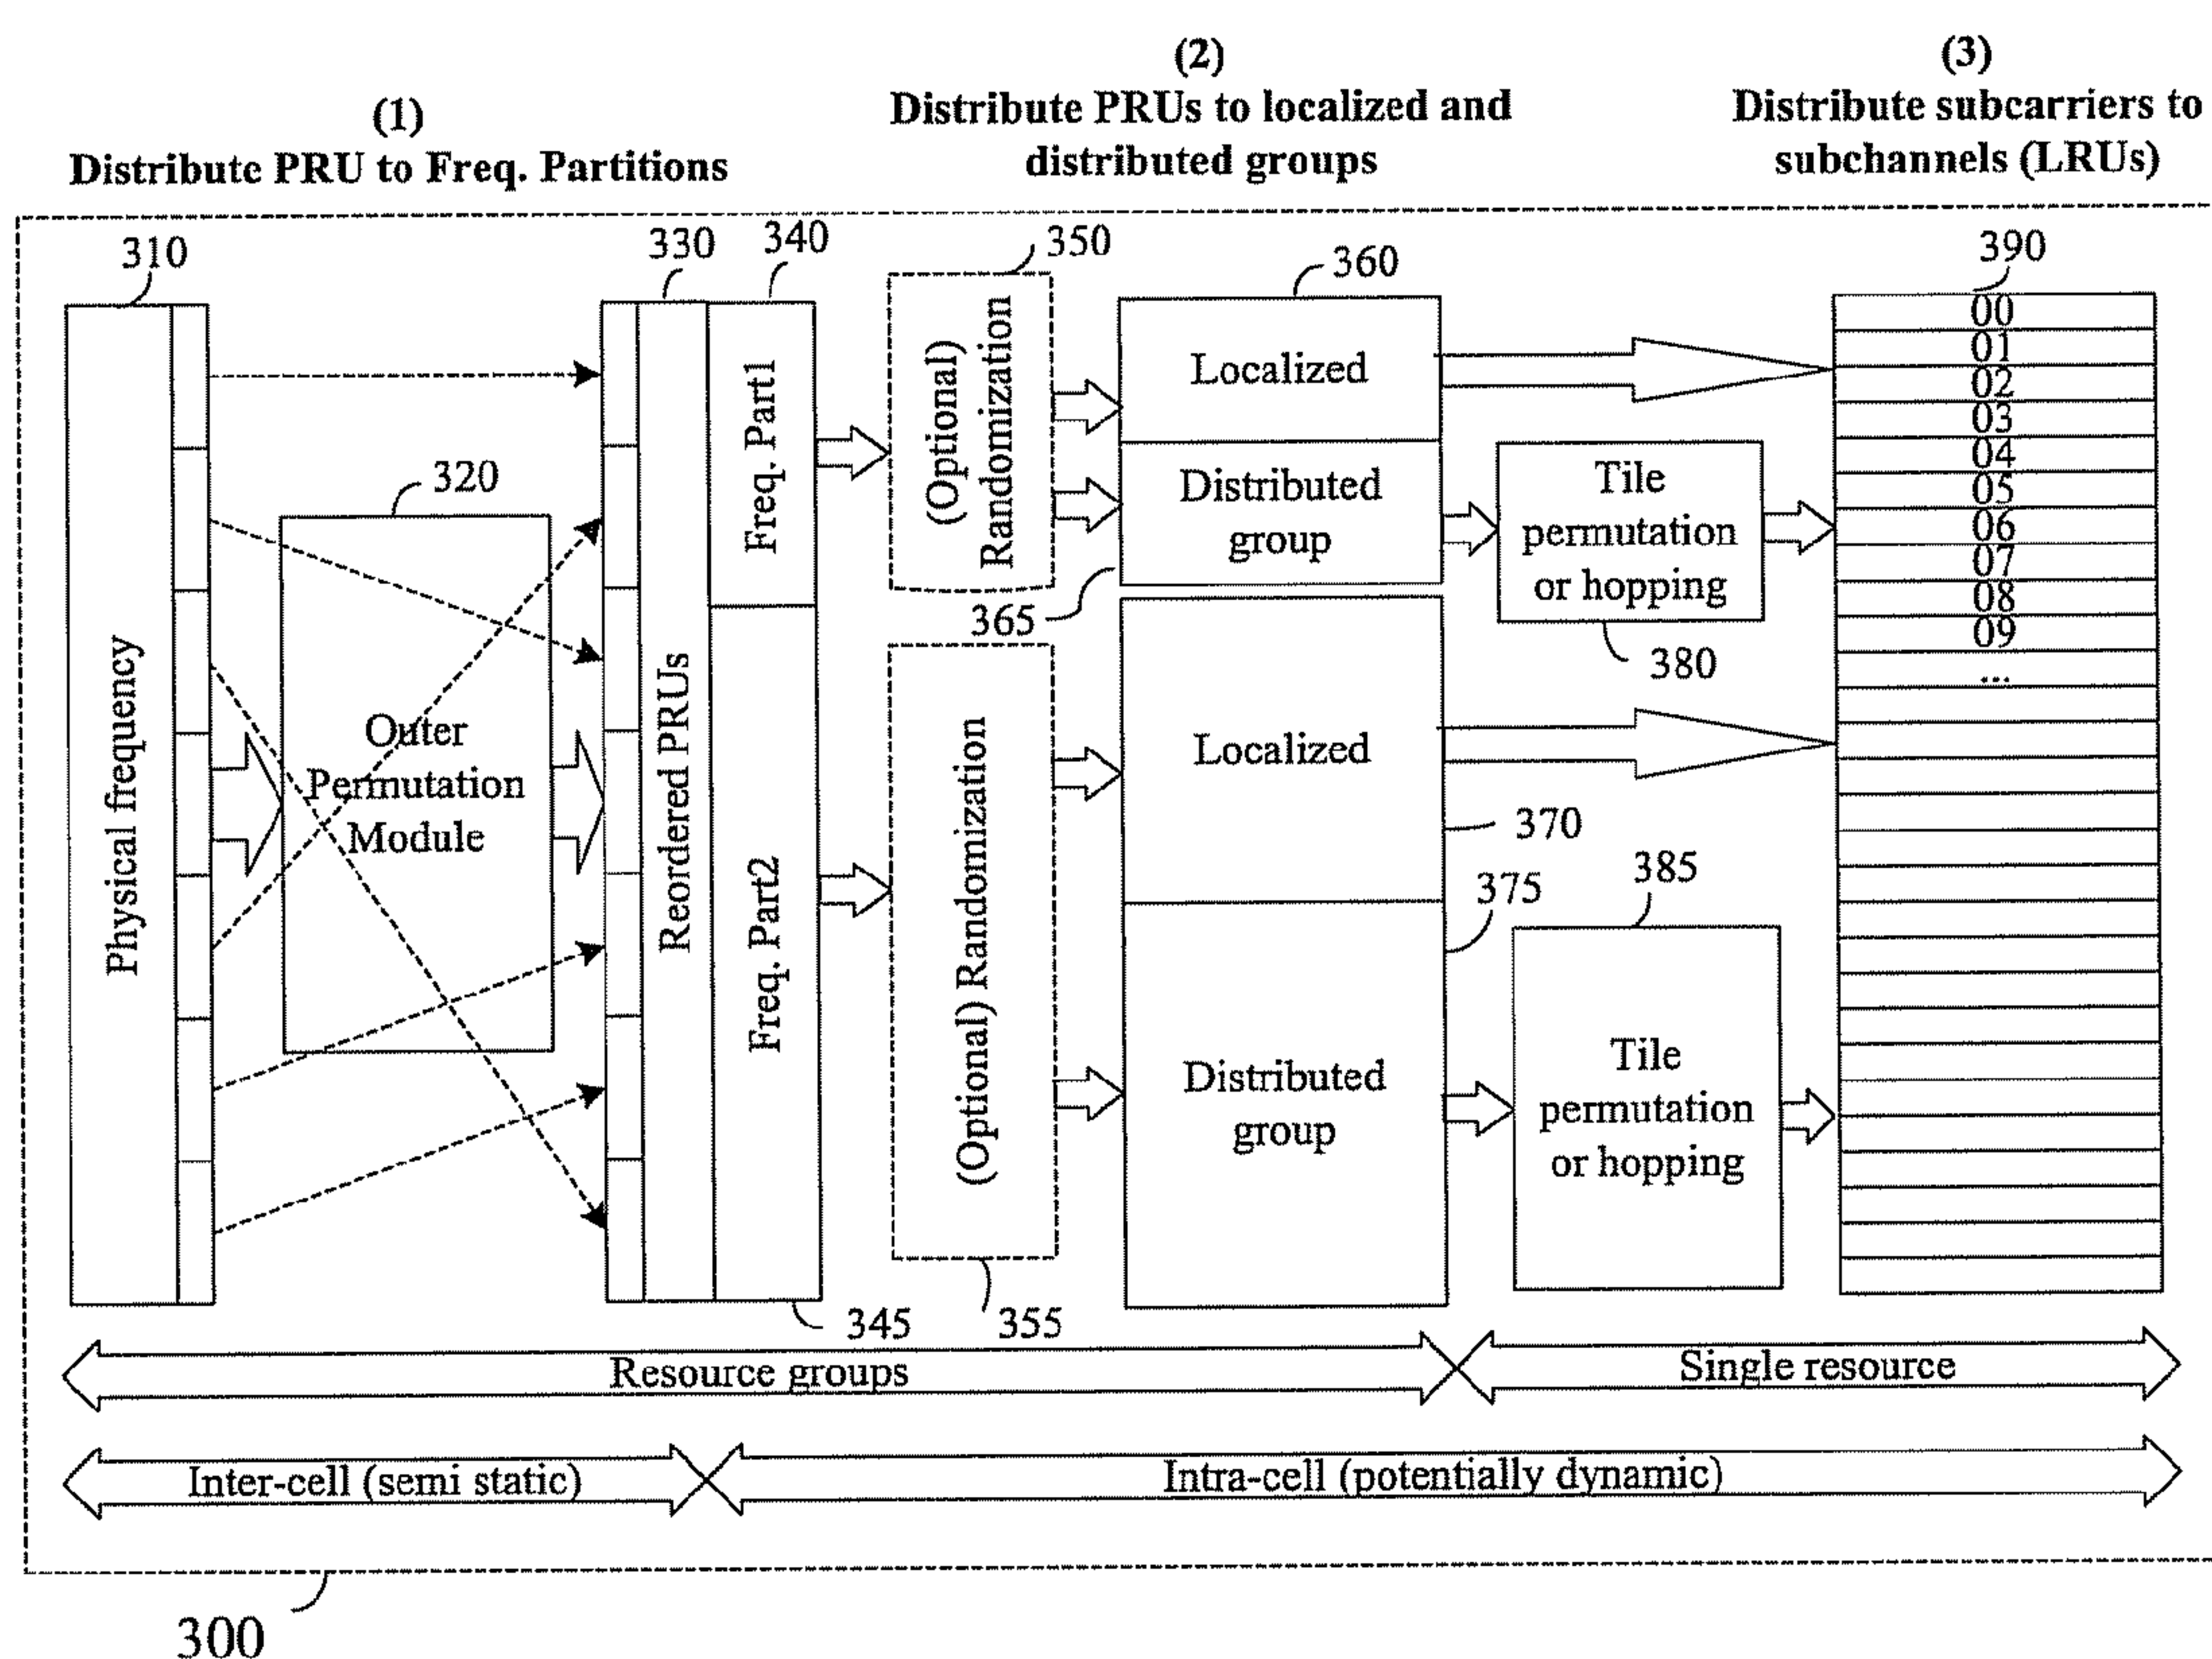 (1)
Distribute PRU to Freq. Partitions
(2)
Distribute PRUs to localized and
distributed groups
(3)
Distribute subcarriers to
subchannels (LRUs)
310
320
330
340
350
360
390
Physical frequency
Outer
Permutation
Module
Reordered PRUs
Freq. Part1
Freq. Part2
(Optional)
Randomization
(Optional) Randomization
Localized
Distributed
group
365
Tile
permutation
or hopping
380
Localized
370
375
385
Distributed
group
Tile
permutation
or hopping
00
01
02
03
04
05
06
07
08
09
...
345
355
Resource groups
Single resource
Inter-cell (semi static)
Intra-cell (potentially dynamic)
300